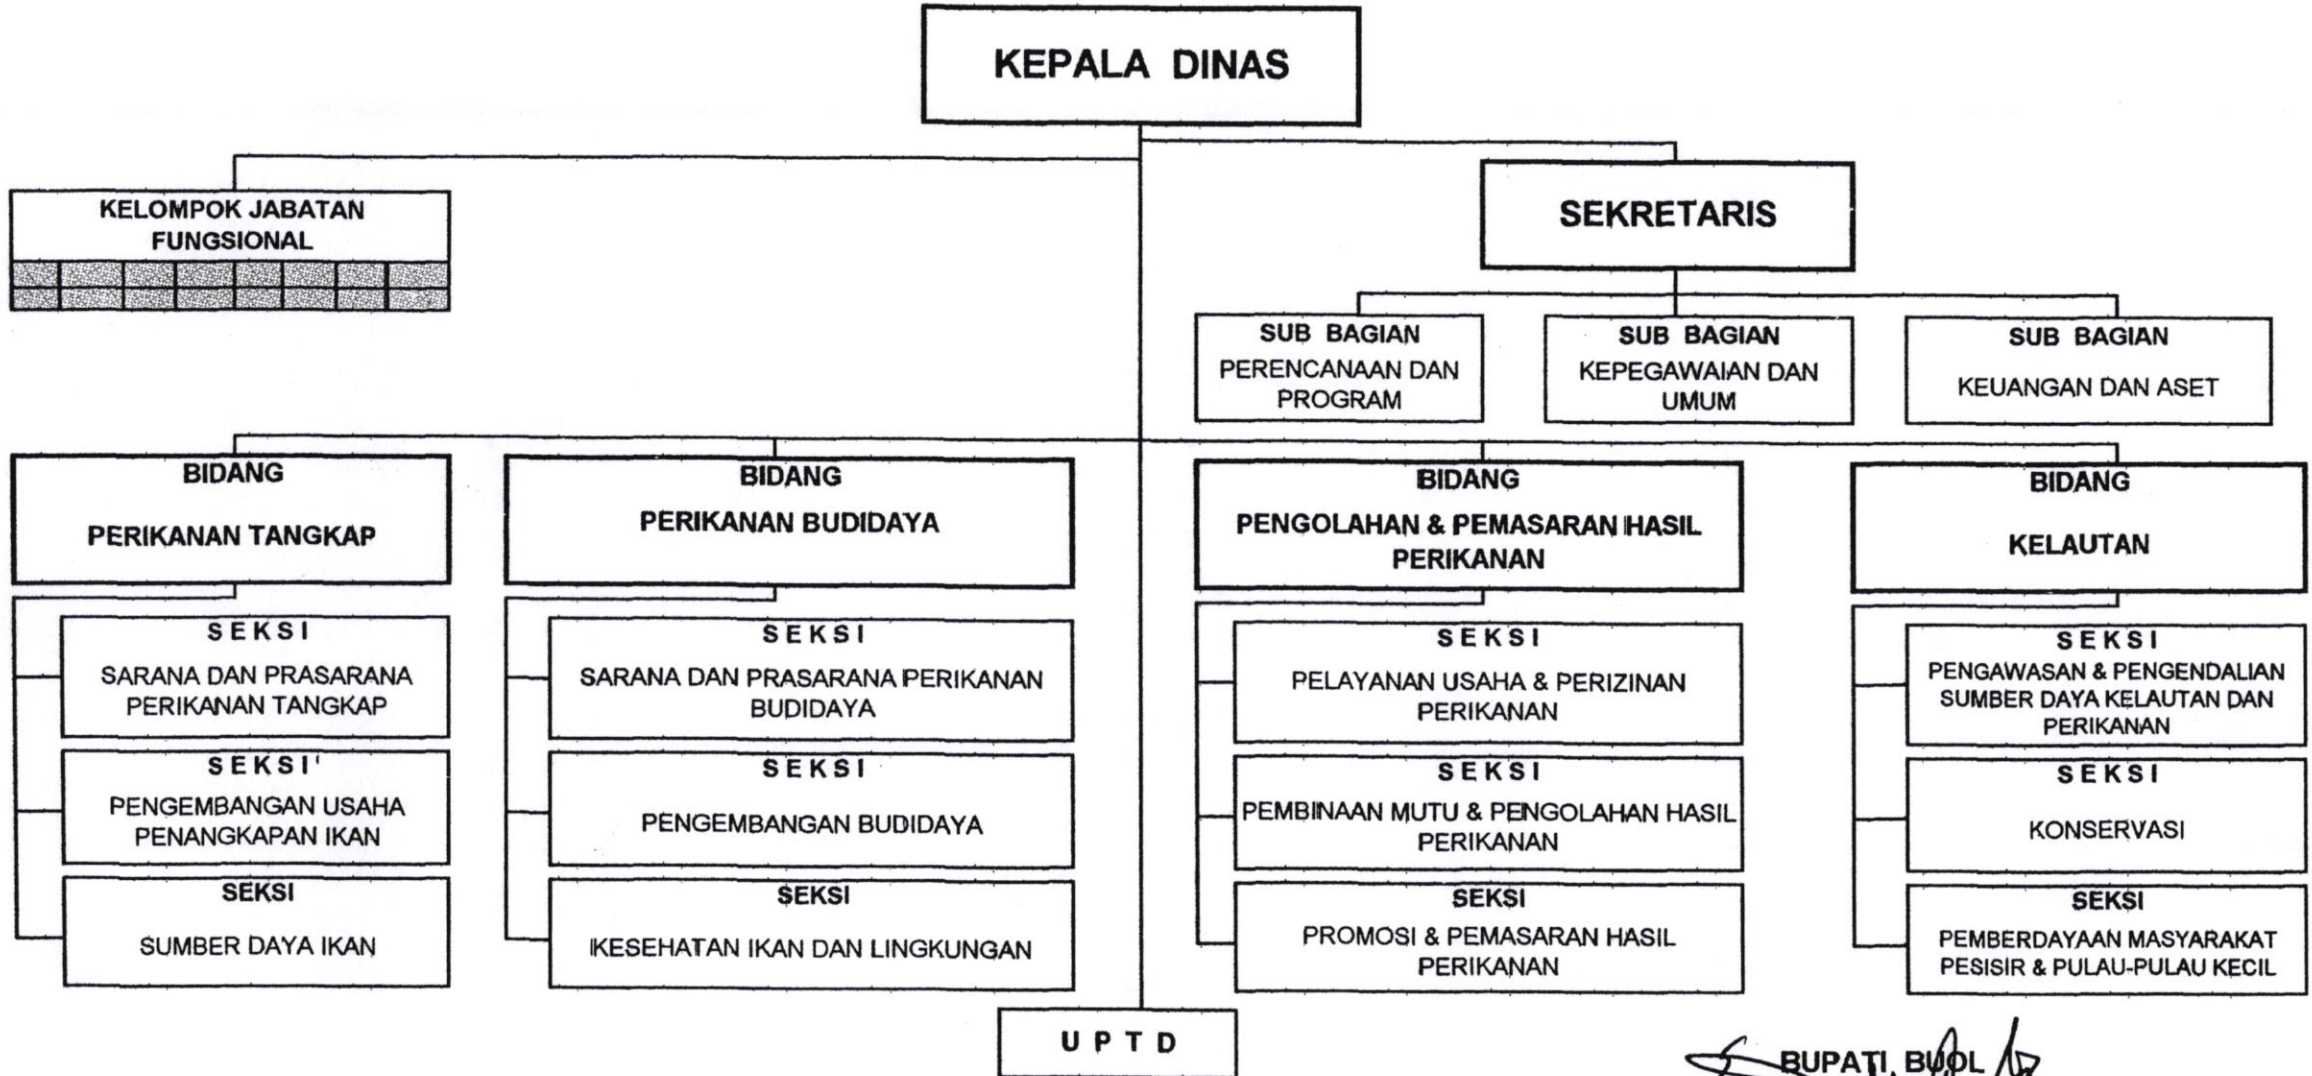 KEPALA DINAS
KELOMPOK JABATAN
FUNGSIONAL
SEKRETARIS
SUB BAGIAN
PERENCANAAN DAN
PROGRAM
SUB BAGIAN
KEPEGAWAIAN DAN
UMUM
SUB BAGIAN
KEUANGAN DAN ASET
BIDANG
PERIKANAN TANGKAP
SEKSI
SARANA DAN PRASARANA
PERIKANAN TANGKAP
SEKSI
PENGEMBANGAN USAHA
PENANGKAPAN IKAN
SEKSI
SUMBER DAYA IKAN
BIDANG
PERIKANAN BUDIDAYA
SEKSI
SARANA DAN PRASARANA PERIKANAN
BUDIDAYA
SEKSI
PENGEMBANGAN BUDIDAYA
SEKSI
KESEHATAN IKAN DAN LINGKUNGAN
BIDANG
PENGOLAHAN & PEMASARAN HASIL
PERIKANAN
SEKSI
PELAYANAN USAHA & PERIZINAN
PERIKANAN
SEKSI
PEMBINAAN MUTU & PENGOLAHAN HASIL
PERIKANAN
SEKSI
PROMOSI & PEMASARAN HASIL
PERIKANAN
BIDANG
KELAUTAN
SEKSI
PENGAWASAN & PENGENDALIAN
SUMBER DAYA KELAUTAN DAN
PERIKANAN
SEKSI
KONSERVASI
SEKSI
PEMBERDAYAAN MASYARAKAT
PESISIR & PULAU-PULAU KECIL
U P T D
BUPATI BUOL